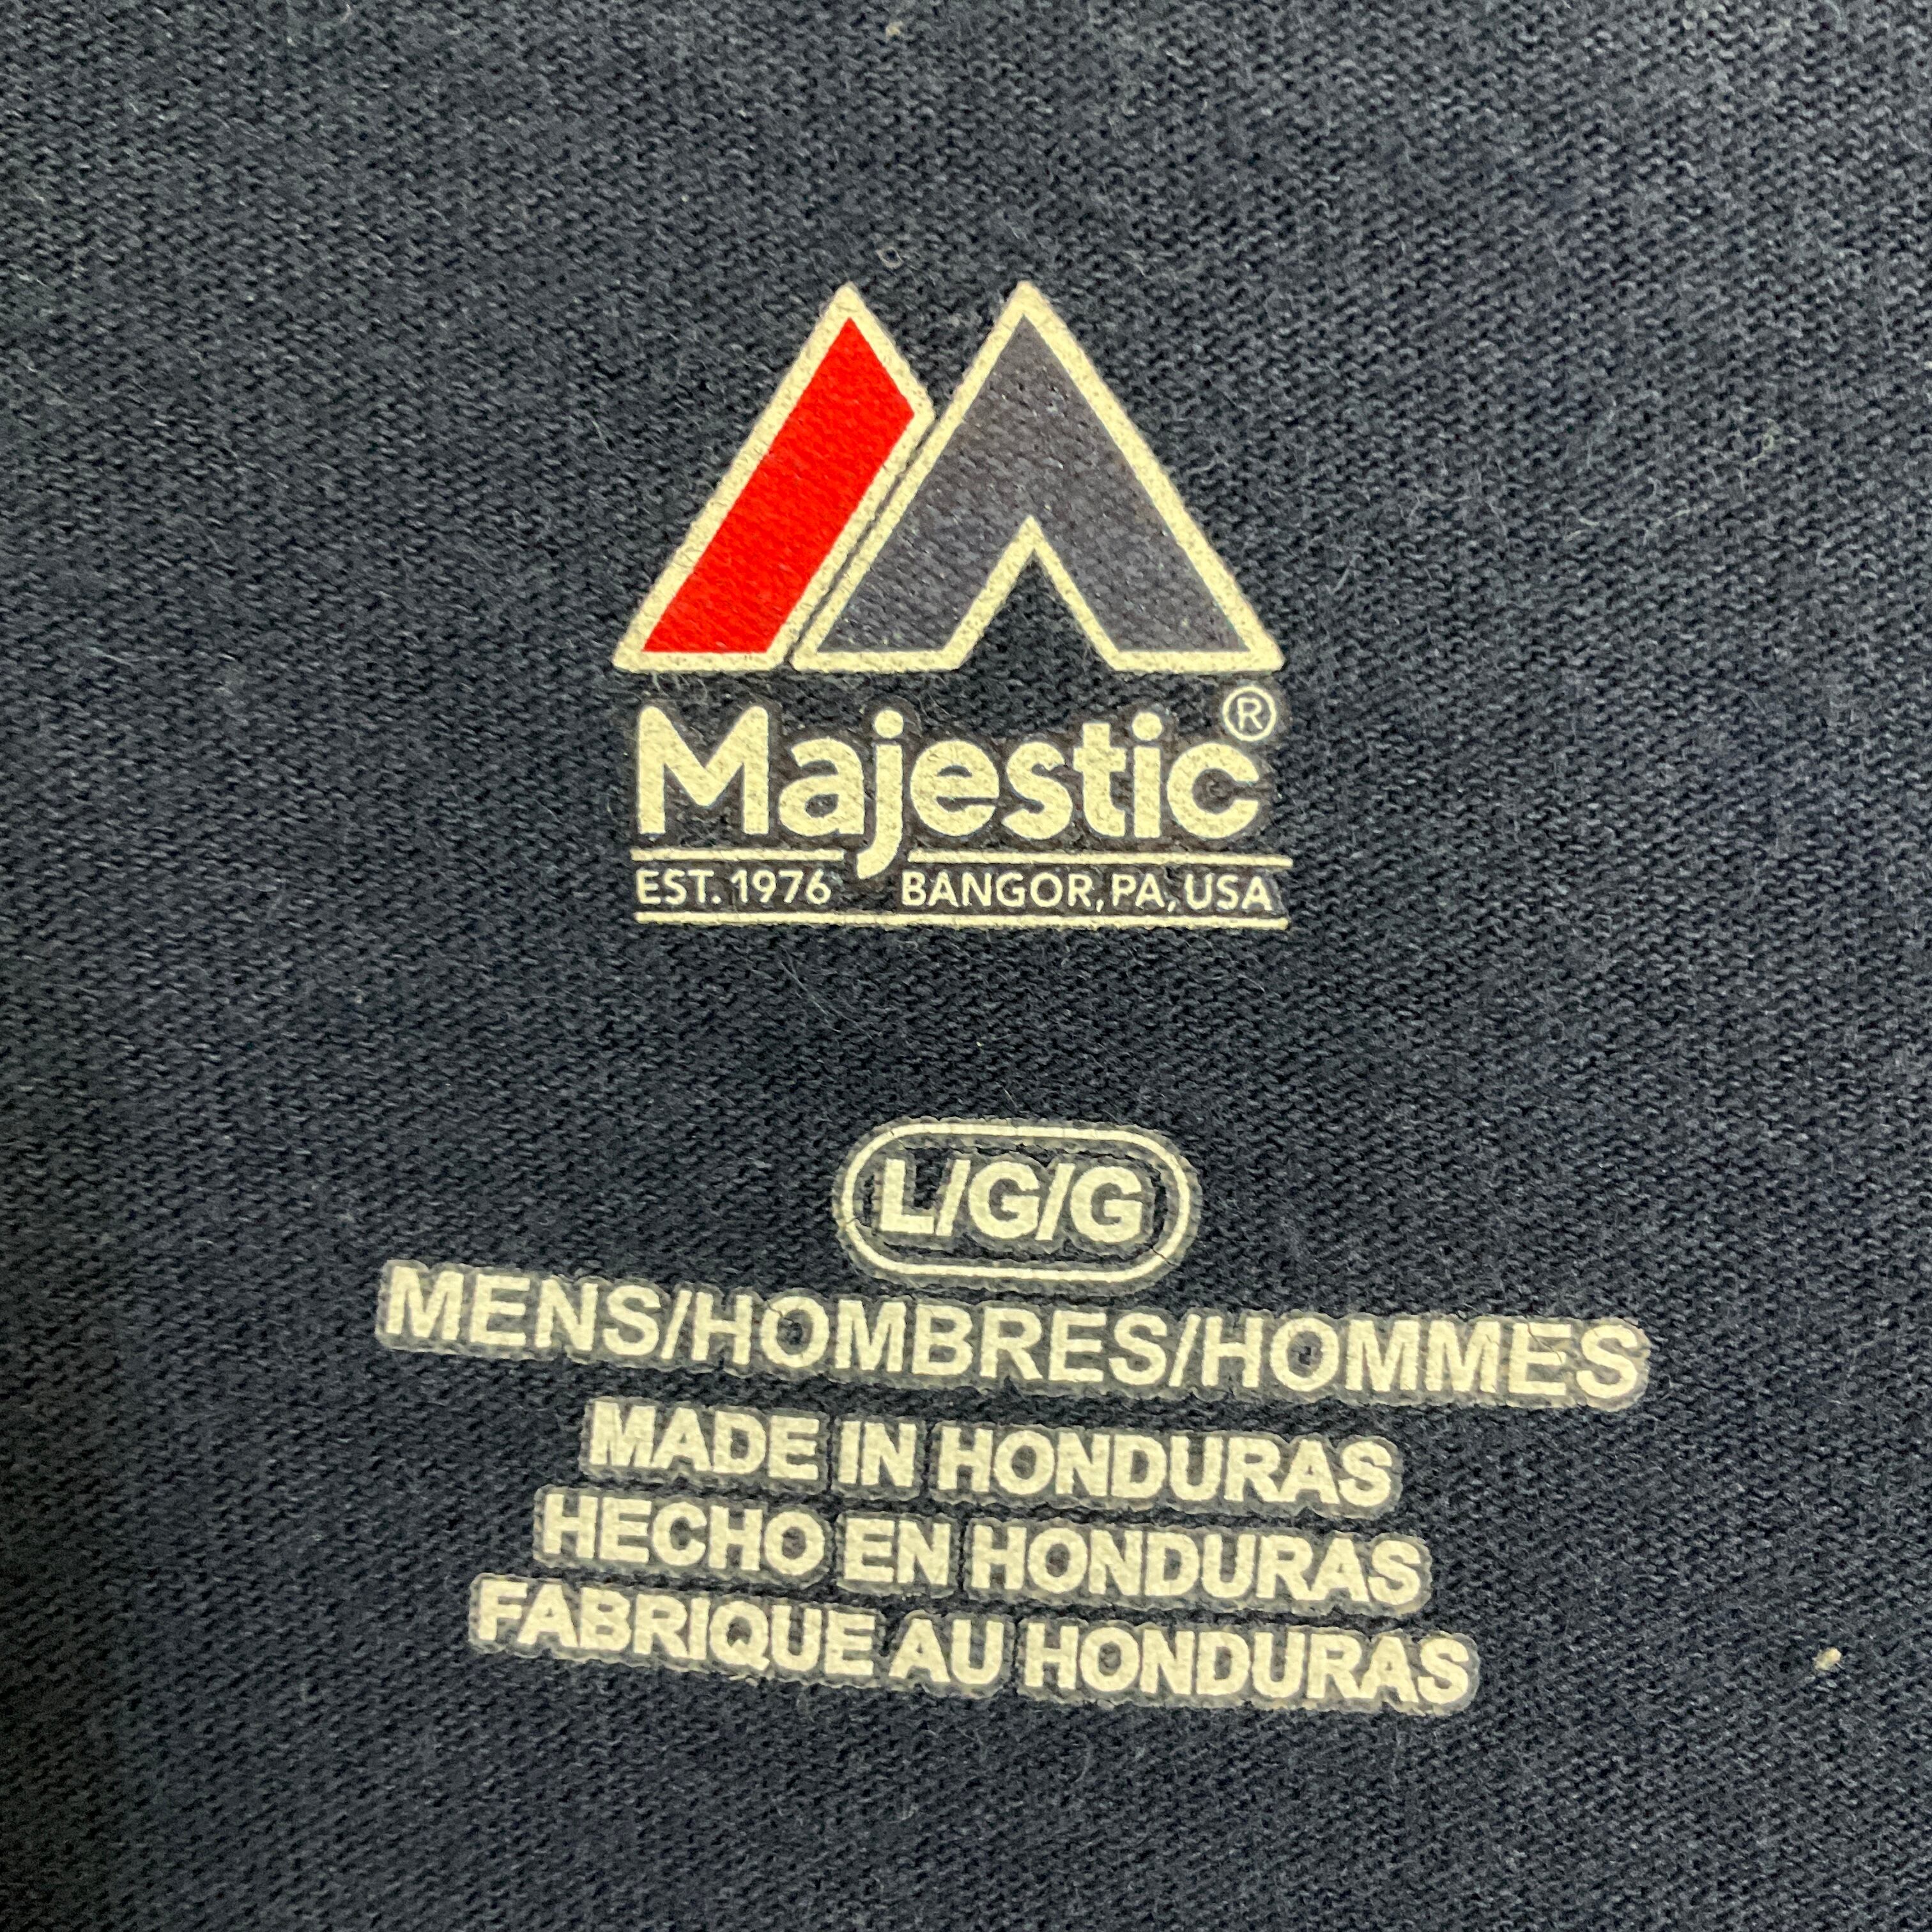 Majestic®
EST. 1976 BANGOR, PA, USA
L/G/G
MENS/HOMBRES/HOMMES
MADE IN HONDURAS
HECHO EN HONDURAS
FABRIQUE AU HONDURAS